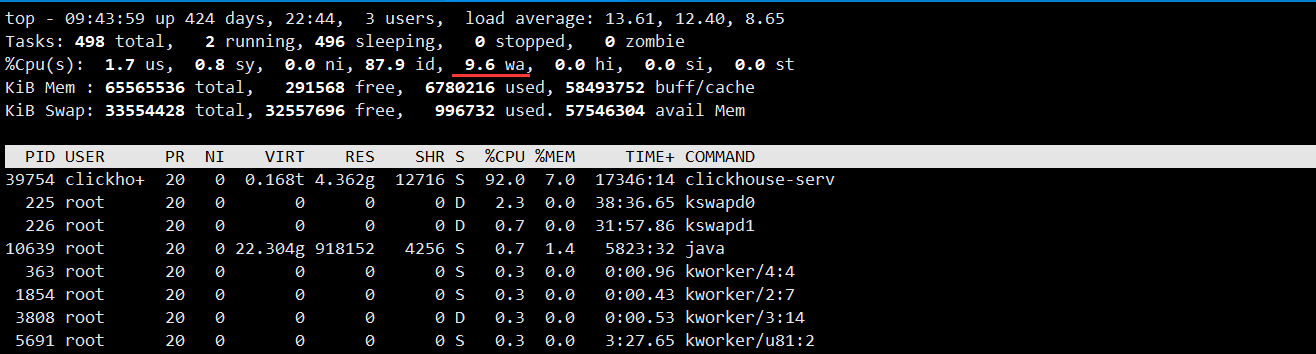 top - 09:43:59 up 424 days, 22:44,  3 users,  load average: 13.61, 12.40, 8.65
Tasks: 498 total,   2 running, 496 sleeping,   0 stopped,   0 zombie
%Cpu(s):  1.7 us,  0.8 sy,  0.0 ni, 87.9 id,  9.6 wa,  0.0 hi,  0.0 si,  0.0 st
KiB Mem : 65565536 total,   291568 free,  6780216 used, 58493752 buff/cache
KiB Swap: 33554428 total, 32557696 free,   996732 used. 57546304 avail Mem
PID USER      PR  NI    VIRT    RES    SHR S  %CPU %MEM     TIME+ COMMAND
39754 clickho+  20   0  0.168t 4.362g  12716 S  92.0  7.0  17346:14 clickhouse-serv
225 root      20   0       0      0      0 D   2.3  0.0  38:36.65 kswapd0
226 root      20   0       0      0      0 D   0.7  0.0  31:57.86 kswapd1
10639 root      20   0 22.304g 918152   4256 S   0.7  1.4   5823:32 java
363 root      20   0       0      0      0 S   0.3  0.0   0:00.96 kworker/4:4
1854 root      20   0       0      0      0 S   0.3  0.0   0:00.43 kworker/2:7
3808 root      20   0       0      0      0 D   0.3  0.0   0:00.53 kworker/3:14
5691 root      20   0       0      0      0 S   0.3  0.0   3:27.65 kworker/u81:2